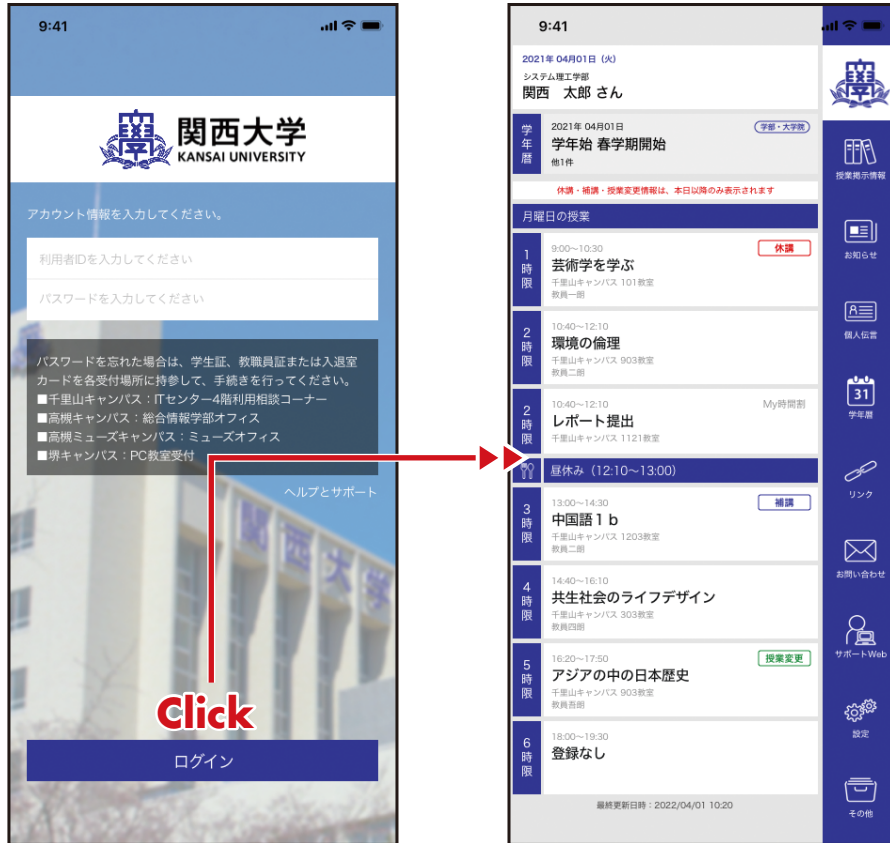 9:41
関西大学
KANSAI UNIVERSITY
アカウント情報を入力してください。
利用者IDを入力してください
パスワードを入力してください
パスワードを忘れた場合は、学生証、教職員証または入退室
カードを各受付場所に持参して、手続きを行ってください。
■千里山キャンパス：ITセンター4階利用相談コーナー
■高槻キャンパス：総合情報学部オフィス
■高槻ミューズキャンパス：ミューズオフィス
■堺キャンパス：PC教室受付
ヘルプとサポート
関西大学
Click
ログイン
9:41
2021年 04月01日（火）
システム理工学部
関西 太郎 さん
学年暦
2021年 04月01日
学部・大学院
学年始 春学期開始
他1件
休講・補講・授業変更情報は、本日以降のみ表示されます
月曜日の授業
1時限
9:00〜10:30
休講
芸術学を学ぶ
千里山キャンパス 101教室
教員一朗
2時限
10:40〜12:10
環境の倫理
千里山キャンパス 903教室
教員二朗
2時限
10:40〜12:10
My時間割
レポート提出
千里山キャンパス 1121教室
昼休み（12:10〜13:00）
3時限
13:00〜14:30
補講
中国語１ｂ
千里山キャンパス 1203教室
教員二朗
4時限
14:40〜16:10
共生社会のライフデザイン
千里山キャンパス 303教室
教員四朗
5時限
16:20〜17:50
授業変更
アジアの中の日本歴史
千里山キャンパス 903教室
教員吾朗
6時限
18:00〜19:30
登録なし
最終更新日時：2022/04/01 10:20
授業掲示情報
お知らせ
個人伝言
31
学年暦
リンク
お問い合わせ
サポートWeb
設定
その他